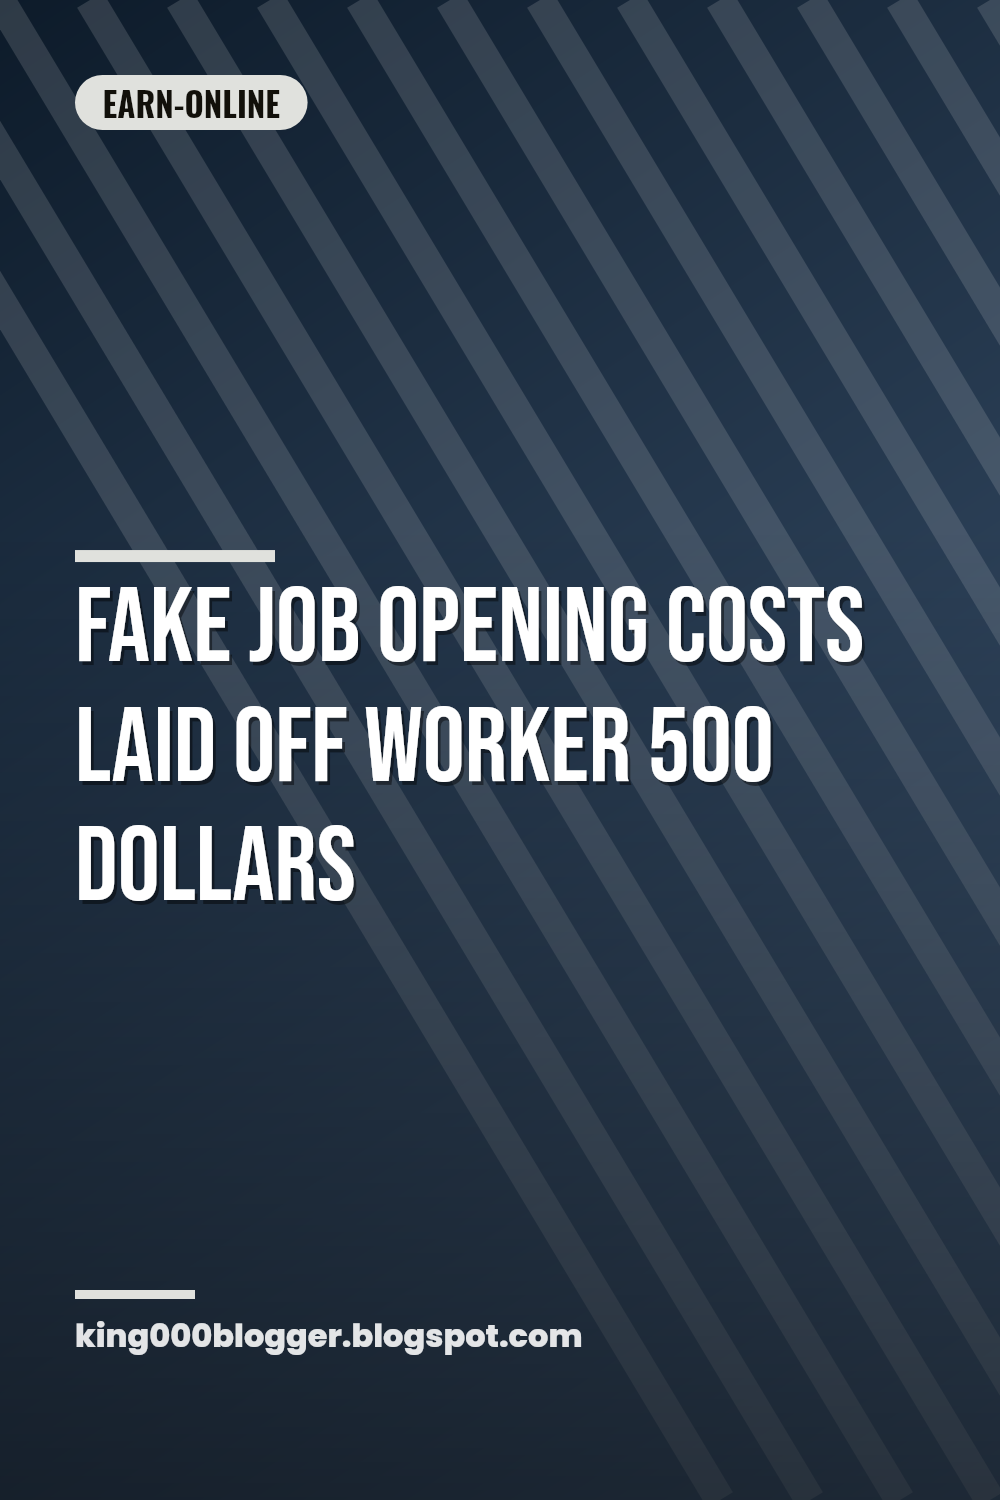 EARN-ONLINE
FAKE JOB OPENING COSTS
LAID OFF WORKER 500
DOLLARS
king000blogger.blogspot.com